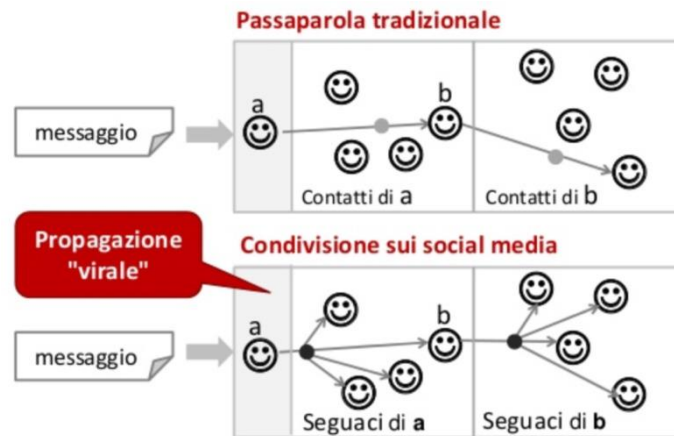 Passaparola tradizionale
a
b
messaggio
Contatti di a
Contatti di b
Propagazione
"virale"
Condivisione sui social media
a
b
messaggio
Seguaci di a
Seguaci di b